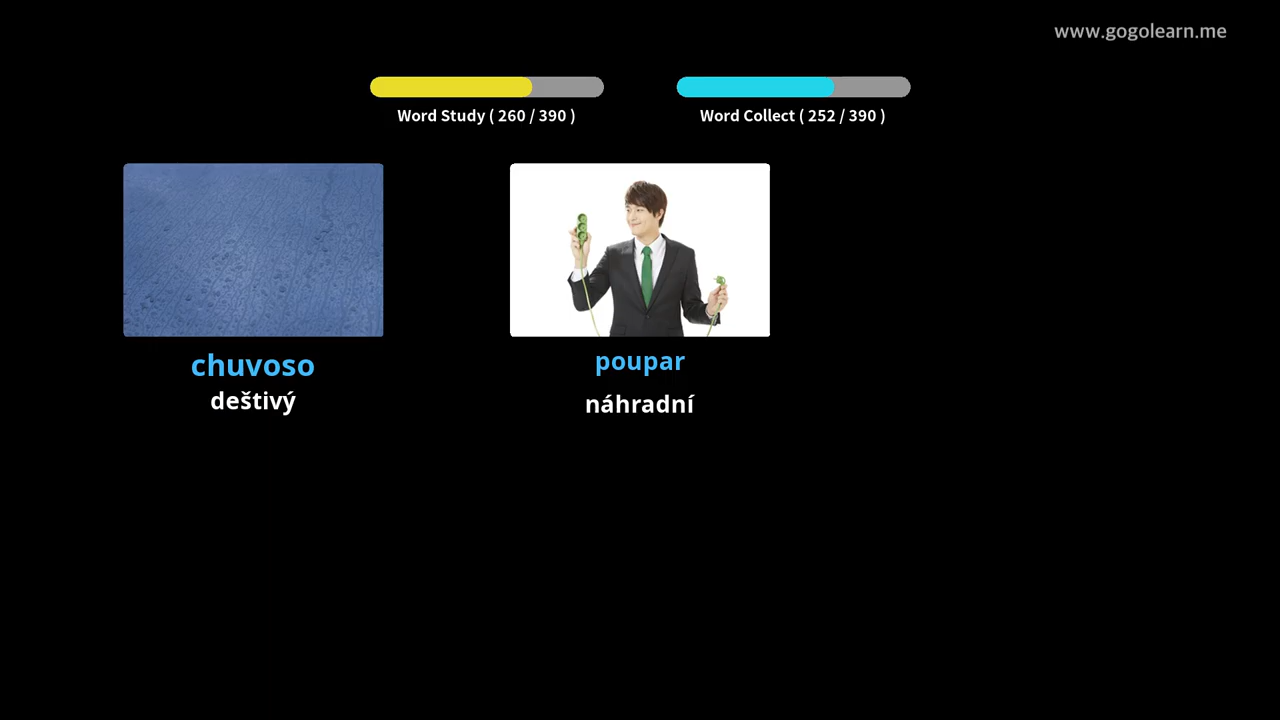 www.gogolearn.me
Word Study ( 260 / 390 )
Word Collect ( 252 / 390 )
chuvoso
deštivý
poupar
náhradní